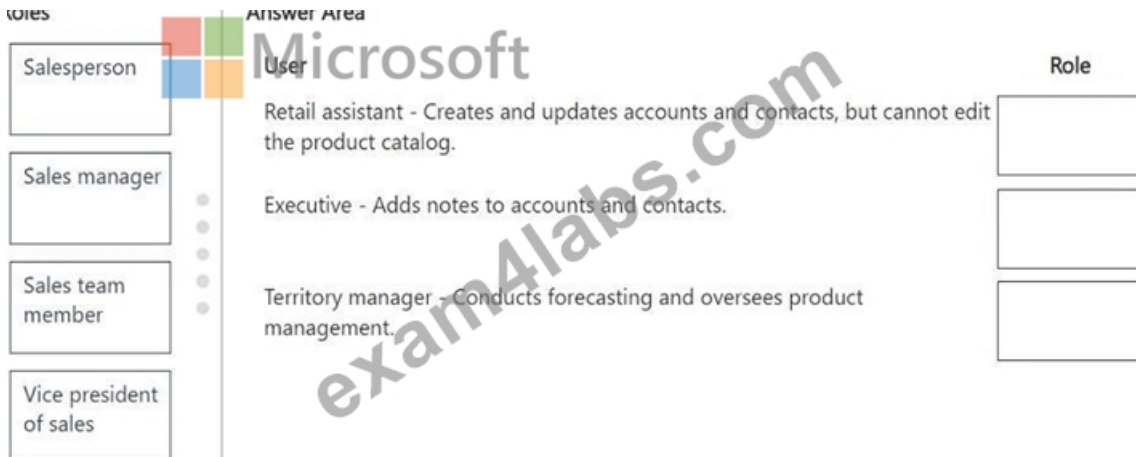 Answer Area
Microsoft
User
Role
Salesperson
Sales manager
Sales team
member
Vice president
of sales
Retail assistant - Creates and updates accounts and contacts, but cannot edit
the product catalog.
Executive - Adds notes to accounts and contacts.
Territory manager - Conducts forecasting and oversees product
management.
exam4labs.com